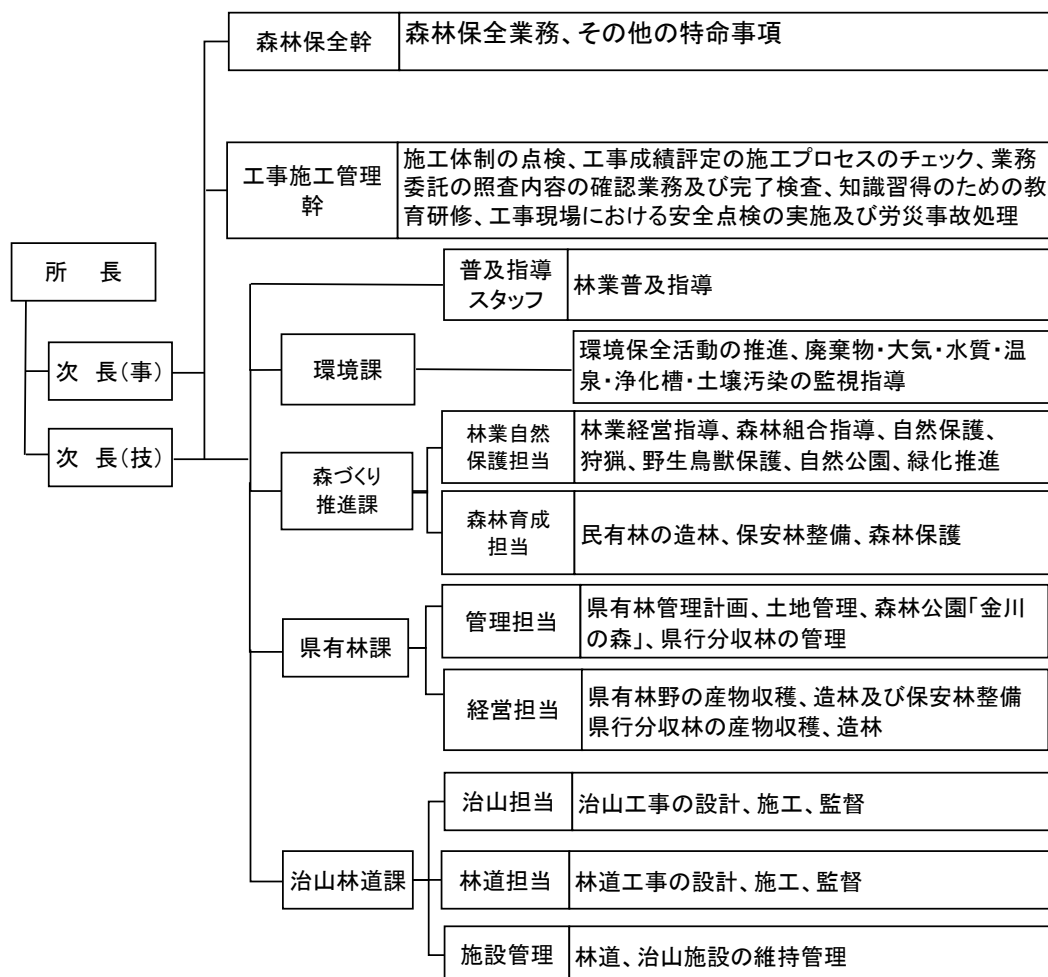 森林保全幹
森林保全業務、その他の特命事項
工事施工管理
幹
施工体制の点検、工事成績評定の施工プロセスのチェック、業務
委託の照査内容の確認業務及び完了検査、知識習得のための教
育研修、工事現場における安全点検の実施及び労災事故処理
所 長
次 長(事)
次 長(技)
普及指導
スタッフ
林業普及指導
環境課
環境保全活動の推進、廃棄物・大気・水質・温
泉・浄化槽・土壌汚染の監視指導
森づくり
推進課
林業自然
保護担当
林業経営指導、森林組合指導、自然保護、
狩猟、野生鳥獣保護、自然公園、緑化推進
森林育成
担当
民有林の造林、保安林整備、森林保護
県有林課
管理担当
県有林管理計画、土地管理、森林公園「金川
の森」、県行分収林の管理
経営担当
県有林野の産物収穫、造林及び保安林整備
県行分収林の産物収穫、造林
治山林道課
治山担当
治山工事の設計、施工、監督
林道担当
林道工事の設計、施工、監督
施設管理
林道、治山施設の維持管理